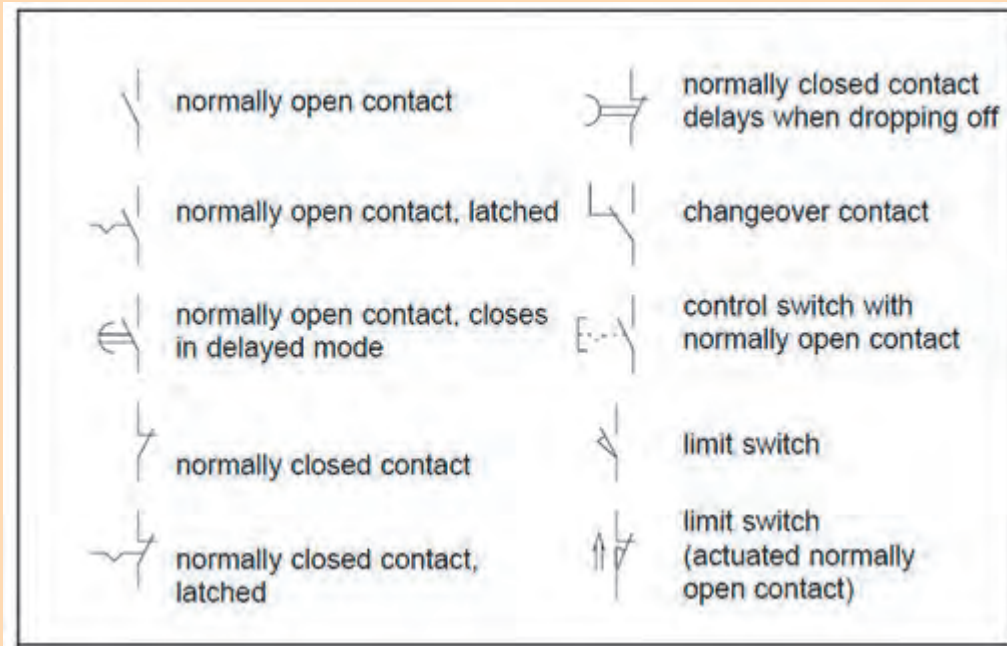 normally open contact
normally open contact, latched
normally open contact, closes
in delayed mode
normally closed contact
normally closed contact,
latched
normally closed contact
delays when dropping off
changeover contact
control switch with
normally open contact
limit switch
limit switch
(actuated normally
open contact)